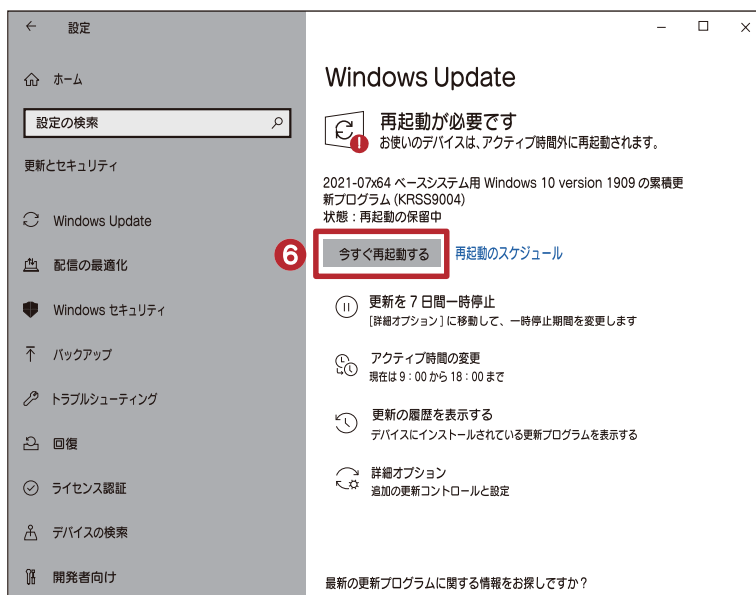 設定
ホーム
設定の検索
更新とセキュリティ
Windows Update
配信の最適化
Windows セキュリティ
バックアップ
トラブルシューティング
回復
ライセンス認証
デバイスの検索
開発者向け
Windows Update
再起動が必要です
お使いのデバイスは、アクティブ時間外に再起動されます。
2021-07x64 ベースシステム用 Windows 10 version 1909 の累積更
新プログラム (KRSS9004)
状態：再起動の保留中
6 今すぐ再起動する 再起動のスケジュール
更新を 7 日間一時停止
[詳細オプション] に移動して、一時停止期間を変更します
アクティブ時間の変更
現在は 9：00 から 18：00 まで
更新の履歴を表示する
デバイスにインストールされている更新プログラムを表示する
詳細オプション
追加の更新コントロールと設定
最新の更新プログラムに関する情報をお探しですか？